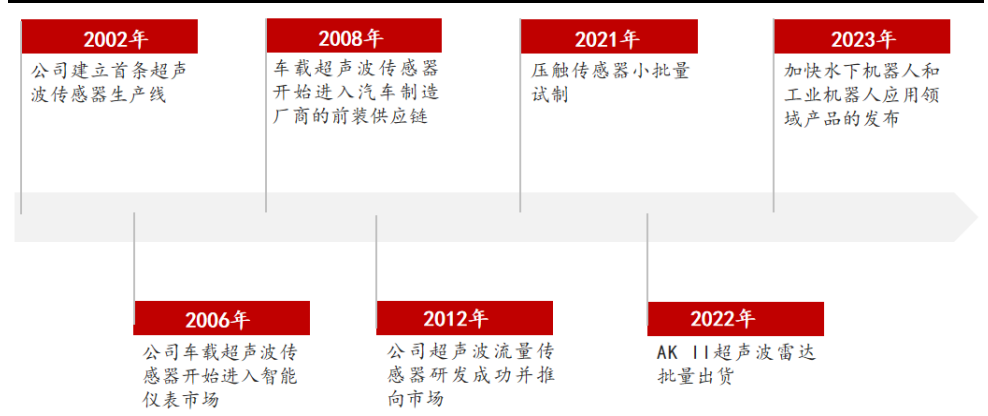 2002年
公司建立首条超声
波传感器生产线
2008年
车载超声波传感器
开始进入汽车制造
厂商的前装供应链
2021年
压触传感器小批量
试制
2023年
加快水下机器人和
工业机器人应用领
域产品的发布
2006年
公司车载超声波传
感器开始进入智能
仪表市场
2012年
公司超声波流量传
感器研发成功并推
向市场
2022年
AK II超声波雷达
批量出货